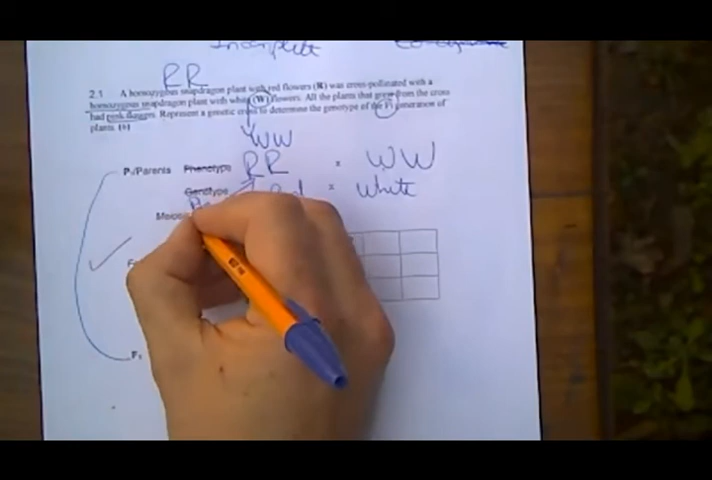 Incomplete
RR
2.1 A homozygous snapdragon plant with red flowers (R) was cross-pollinated with a
homozygous snapdragon plant with white (W) flowers. All the plants that grew from the cross
had pink flowers. Represent a genetic cross to determine the genotype of the F₁ generation of
plants.
WW
P₁/Parents Phenotype RR x WW
Genotype Red x white
Meiosis
F₁